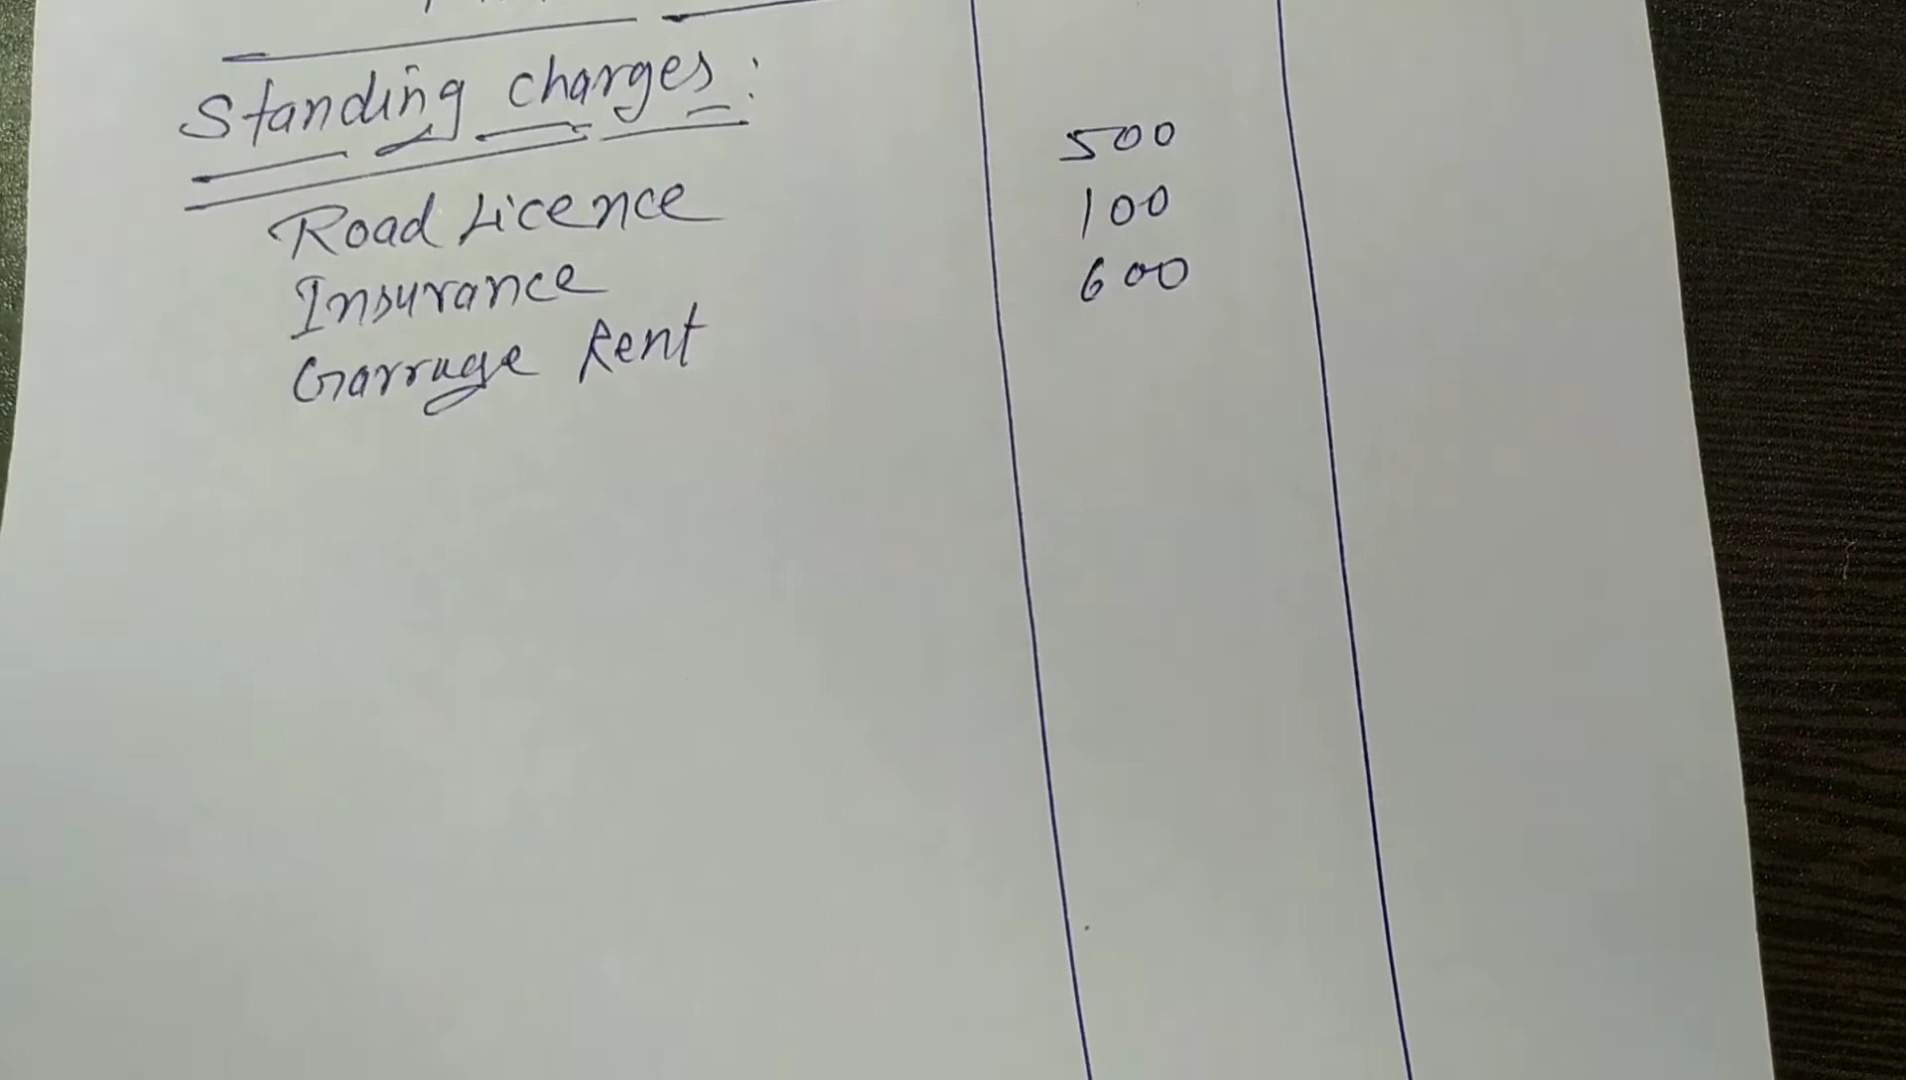 Standing charges:
Road Licence 500
Insurance 100
Garrage Rent 600